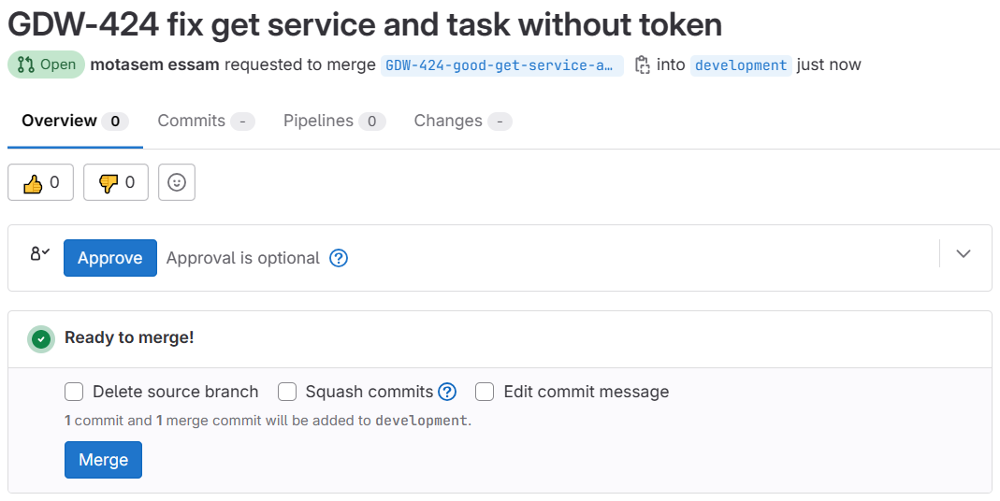 GDW-424 fix get service and task without token
Open motasem essam requested to merge GDW-424-good-get-service-a… into development just now
Overview 0 Commits - Pipelines 0 Changes -
0 0
Approve Approval is optional ?
Ready to merge!
Delete source branch Squash commits ? Edit commit message
1 commit and 1 merge commit will be added to development.
Merge